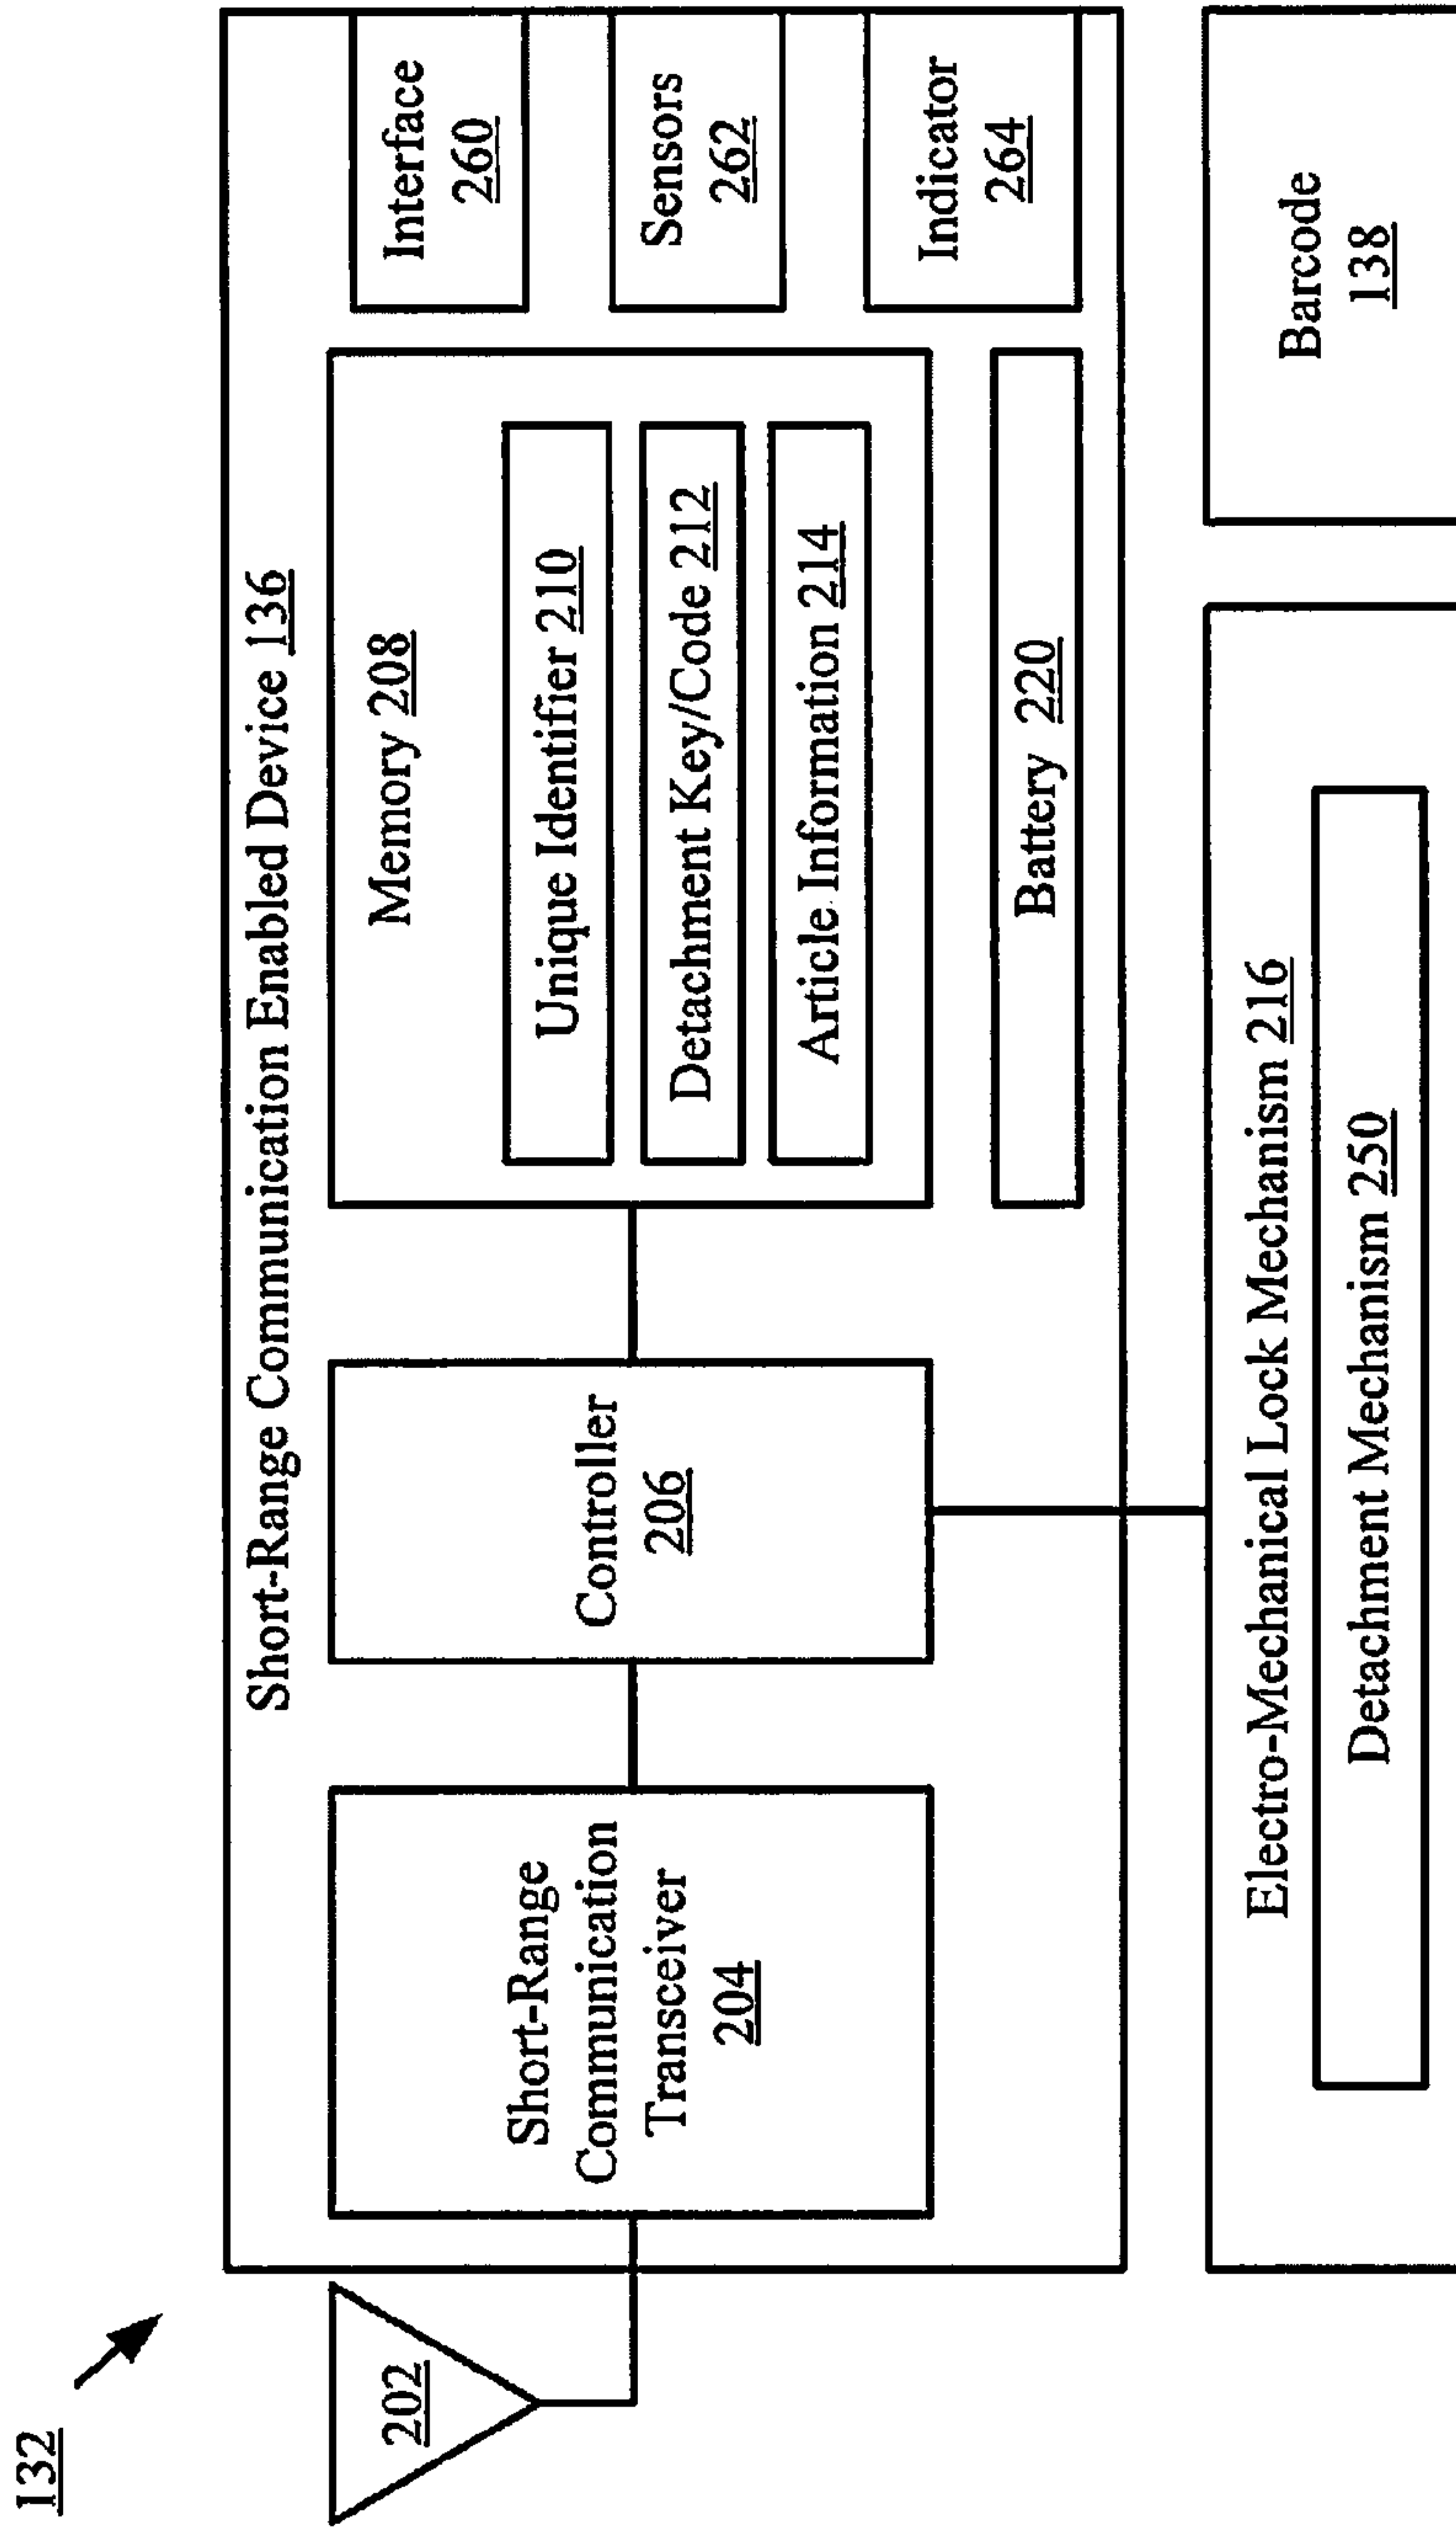 132
202
Short-Range Communication Enabled Device 136
Short-Range
Communication
Transceiver
204
Controller
206
Memory 208
Unique Identifier 210
Detachment Key/Code 212
Article Information 214
Battery 220
Interface
260
Sensors
262
Indicator
264
Electro-Mechanical Lock Mechanism 216
Detachment Mechanism 250
Barcode
138